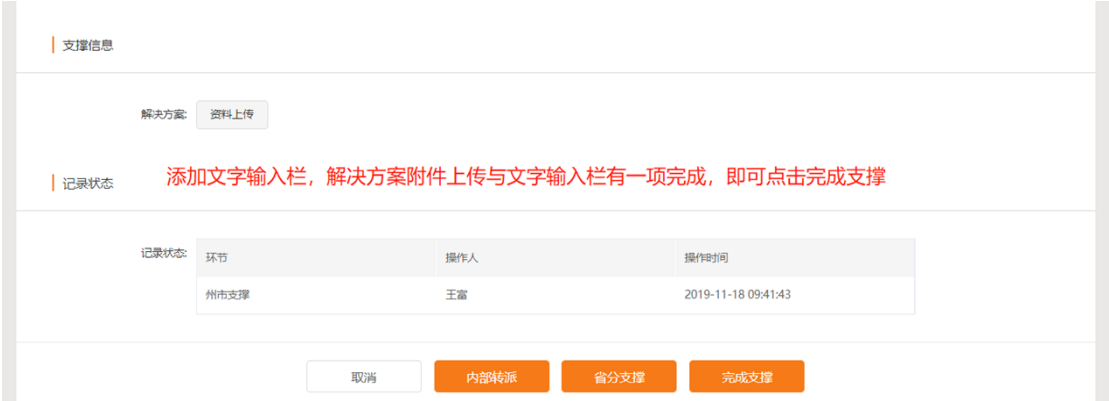 支撑信息
解决方案: 资料上传
添加文字输入栏，解决方案附件上传与文字输入栏有一项完成，即可点击完成支撑
记录状态
记录状态: 环节 操作人 操作时间
州市支撑 王富 2019-11-18 09:41:43
取消 内部转派 省分支撑 完成支撑